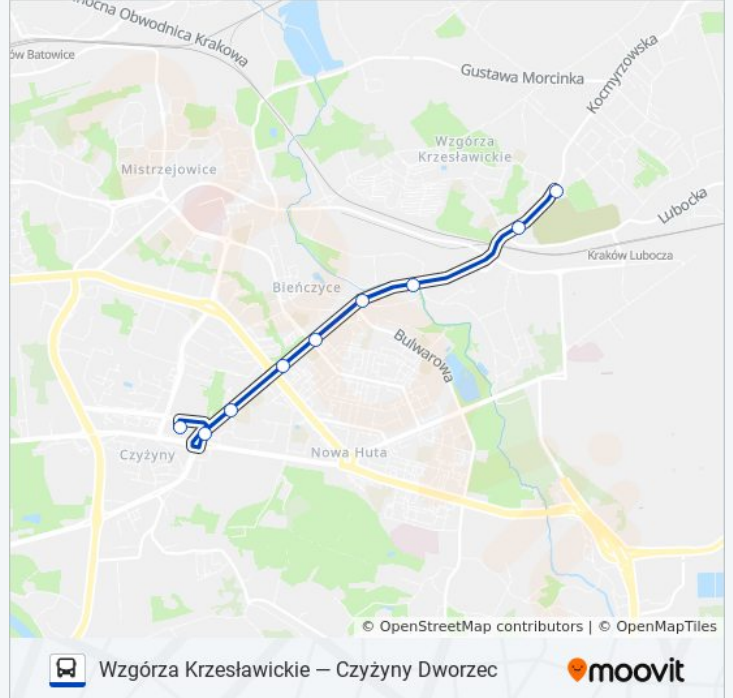 nocna Obwodnica Krakowa
ów Batowice
Gustawa Morcinka
Kocmyrzowska
Wzgórza
Krzesławickie
Mistrzejowice
Lubocka
Kraków Lubocza
Bieńczyce
Bulwarowa
Czyżyny
Nowa Huta
© OpenStreetMap contributors | © OpenMapTiles
Wzgórza Krzesławickie — Czyżyny Dworzec
moovit